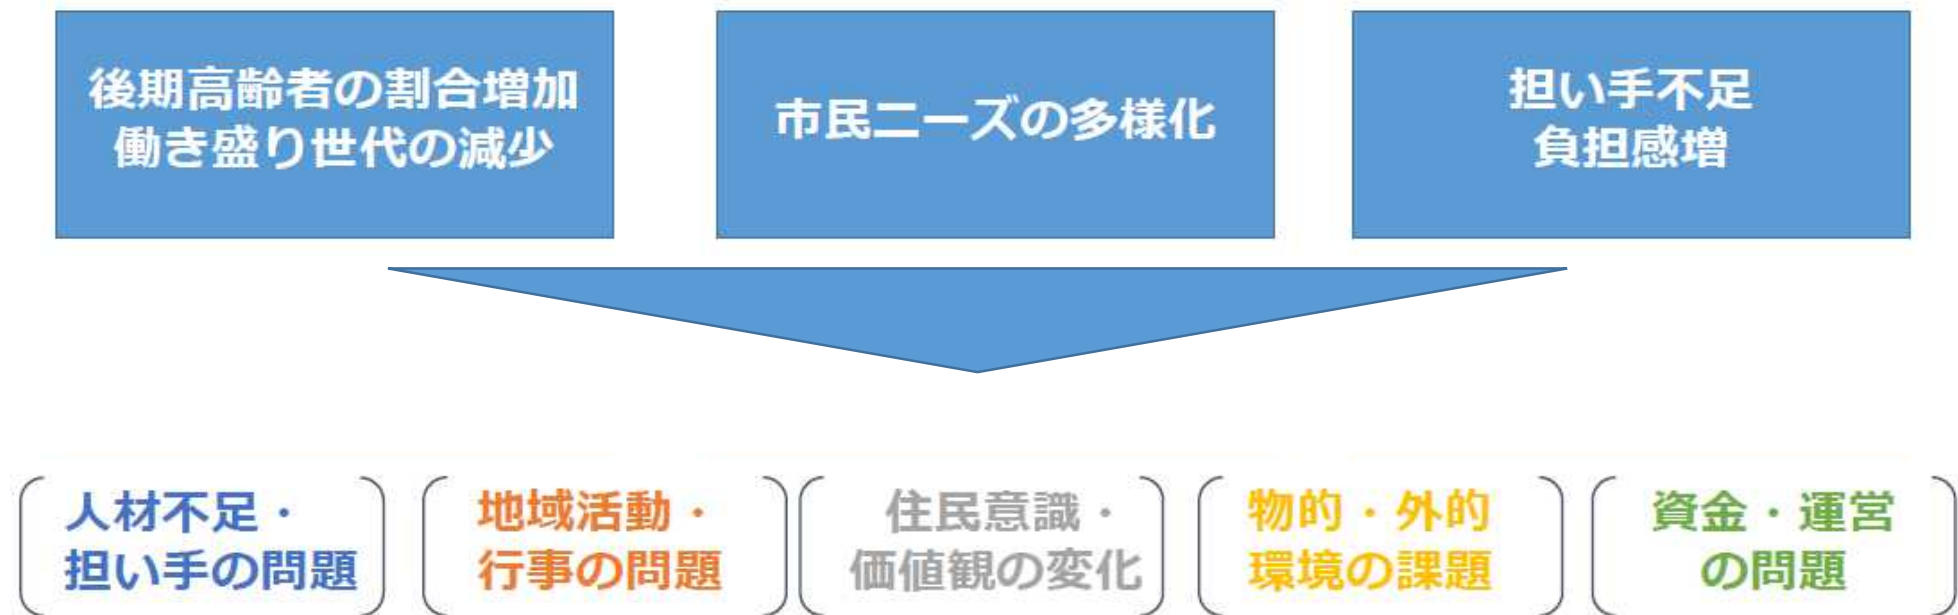 後期高齢者の割合増加
働き盛り世代の減少
市民ニーズの多様化
担い手不足
負担感増
人材不足・
担い手の問題
地域活動・
行事の問題
住民意識・
価値観の変化
物的・外的
環境の課題
資金・運営
の問題